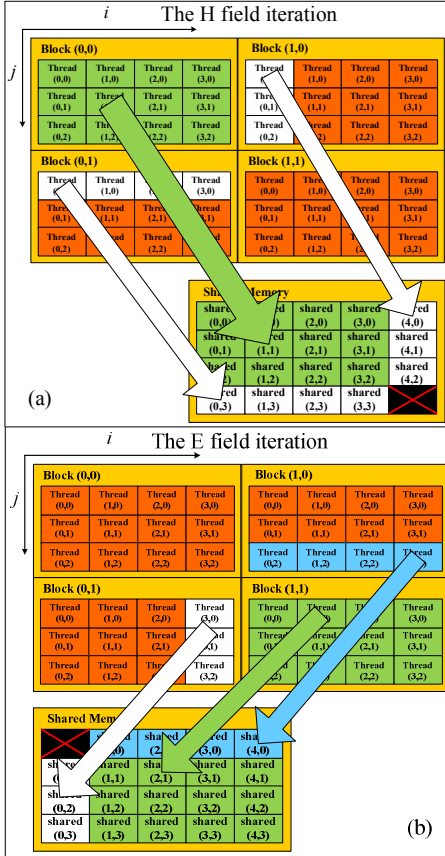 i The H field iteration
j
Block (0,0) Block (1,0)
Thread Thread Thread Thread Thread Thread Thread Thread
(0,0) (1,0) (2,0) (3,0) (1,0) (2,0) (3,0)
Thread Thread Thread Thread Thread Thread Thread
(0,1) (2,1) (3,1) (0,1) (1,1) (2,1) (3,1)
Thread Thread Thread Thread Thread Thread Thread
(0,2) (1,2) (2,2) (3,2) (0,2) (2,2) (3,2)
Block (0,1) Block (1,1)
Thread Thread Thread Thread Thread Thread Thread
(1,0) (3,0) (0,0) (1,0) (2,0) (3,0)
Thread Thread Thread Thread Thread Thread Thread
(0,1) (1,1) (2,1) (0,1) (1,1) (2,1) (3,1)
Thread Thread Thread Thread Thread
(0,2) (2,2) (0,2) (1,2) (3,2)
Shared Memory
shared shared shared
(0,0) (2,0) (3,0) (4,0)
shared shared shared shared
(0,1) (1,1) (2,1) (3,1) (4,1)
shared shared shared shared
(1,2) (2,2) (3,2) (4,2)
shared shared shared
(0,3) (1,3) (2,3) (3,3)
(a)
i The E field iteration
j
Block (0,0) Block (1,0)
Thread Thread Thread Thread Thread Thread Thread Thread
(0,0) (1,0) (2,0) (3,0) (0,0) (1,0) (2,0) (3,0)
Thread Thread Thread Thread Thread Thread Thread Thread
(0,1) (1,1) (2,1) (3,1) (0,1) (1,1) (2,1) (3,1)
Thread Thread Thread Thread Thread Thread Thread Thread
(0,2) (1,2) (2,2) (3,2) (0,2) (1,2) (2,2)
Block (0,1) Block (1,1)
Thread Thread Thread Thread Thread Thread Thread Thread
(0,0) (1,0) (2,0) (3,0) (0,0) (1,0) (3,0)
Thread Thread Thread Thread Thread Thread Thread
(0,1) (1,1) (2,1) (0,1) (2,1) (3,1)
Thread Thread Thread Thread Thread Thread
(0,2) (1,2) (2,2) (3,2) (1,2) (2,2) (3,2)
Shared Memory
shared shared
(3,0) (4,0)
shared shared shared shared
(1,1) (2,1) (3,1) (4,1)
shared shared shared shared
(0,2) (1,2) (2,2) (3,2) (4,2)
shared shared shared shared shared
(0,3) (1,3) (2,3) (3,3) (4,3)
(b)